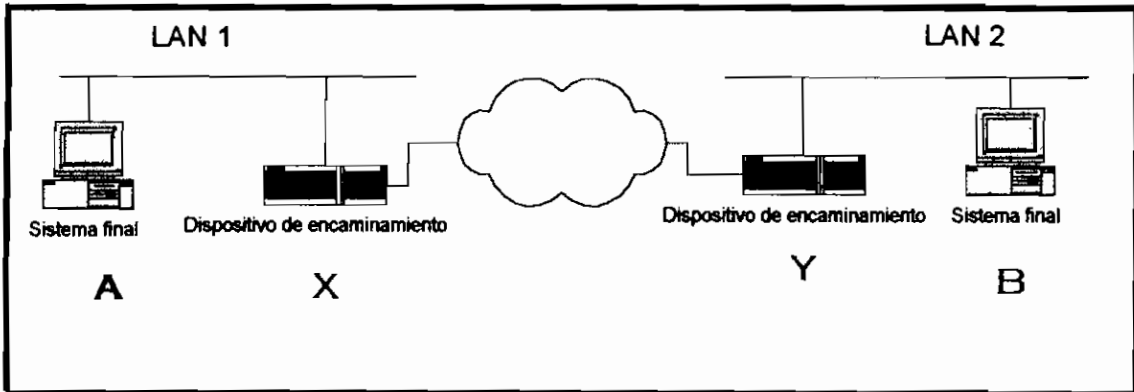 LAN 1
LAN 2
Sistema final
Dispositivo de encaminamiento
Dispositivo de encaminamiento
Sistema final
A
X
Y
B